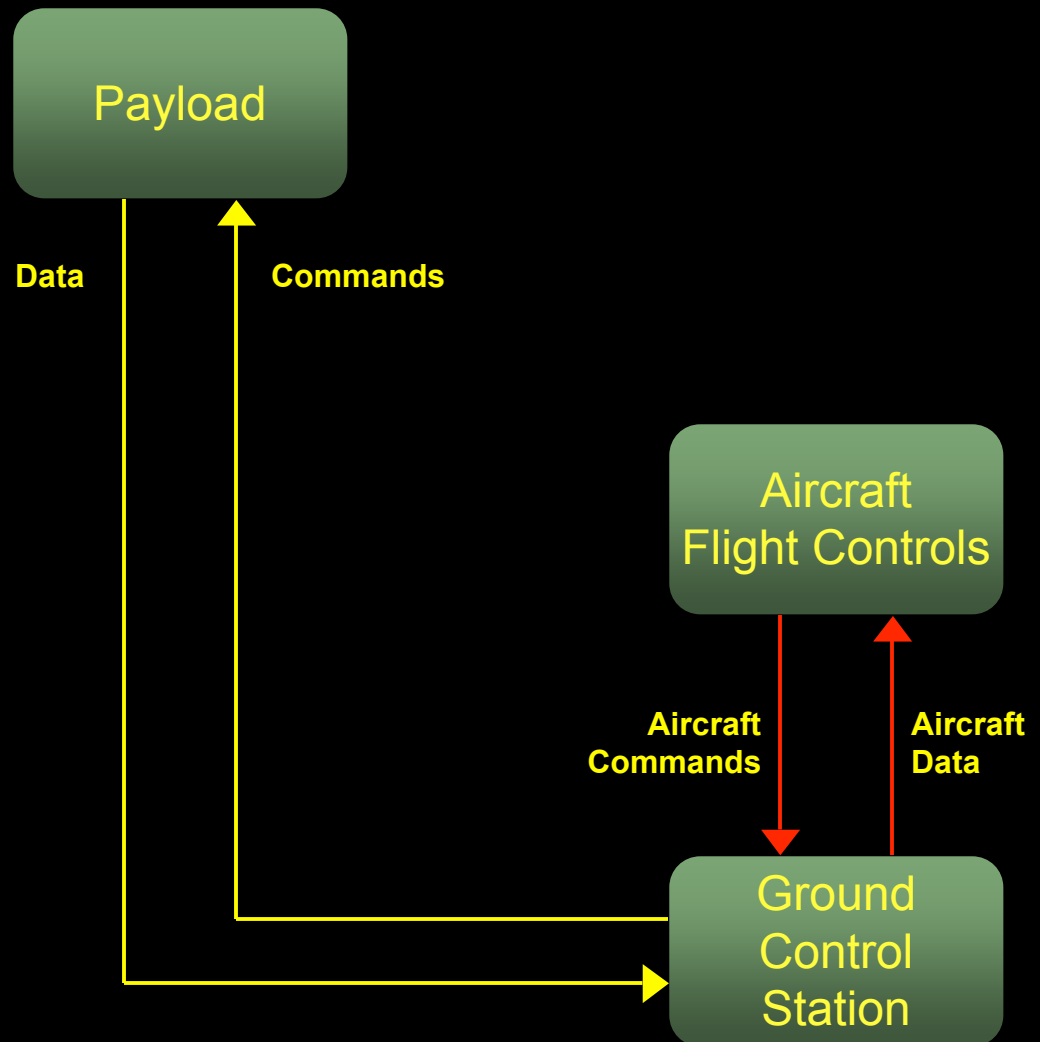 Payload
Data
Commands
Aircraft
Flight Controls
Aircraft
Commands
Aircraft
Data
Ground
Control
Station